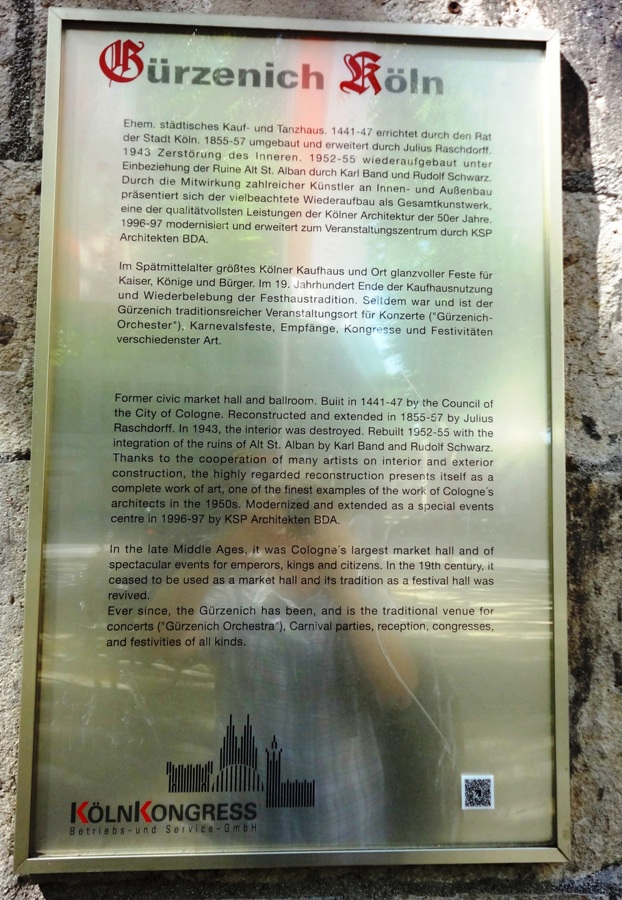 Gürzenich Köln
Ehem. städtisches Kauf- und Tanzhaus. 1441-47 errichtet durch den Rat
der Stadt Köln. 1855-57 umgebaut und erweitert durch Julius Raschdorff.
1943 Zerstörung des Inneren. 1952-55 wiederaufgebaut unter
Einbeziehung der Ruine Alt St. Alban durch Karl Band und Rudolf Schwarz.
Durch die Mitwirkung zahlreicher Künstler an Innen- und Außenbau
präsentiert sich der vielbeachtete Wiederaufbau als Gesamtkunstwerk,
eine der qualitätvollsten Leistungen der Kölner Architektur der 50er Jahre.
1996-97 modernisiert und erweitert zum Veranstaltungszentrum durch KSP
Architekten BDA.
Im Spätmittelalter größtes Kölner Kaufhaus und Ort glanzvoller Feste für
Kaiser, Könige und Bürger. Im 19. Jahrhundert Ende der Kaufhausnutzung
und Wiederbelebung der Festhaustradition. Seitdem war und ist der
Gürzenich traditionsreicher Veranstaltungsort für Konzerte ("Gürzenich-
Orchester"), Karnevalsfeste, Empfänge, Kongresse und Festivitäten
verschiedenster Art.
Former civic market hall and ballroom. Built in 1441-47 by the Council of
the City of Cologne. Reconstructed and extended in 1855-57 by Julius
Raschdorff. In 1943, the interior was destroyed. Rebuilt 1952-55 with the
integration of the ruins of Alt St. Alban by Karl Band and Rudolf Schwarz.
Thanks to the cooperation of many artists on interior and exterior
construction, the highly regarded reconstruction presents itself as a
complete work of art, one of the finest examples of the work of Cologne´s
architects in the 1950s. Modernized and extended as a special events
centre in 1996-97 by KSP Architekten BDA.
In the late Middle Ages, it was Cologne´s largest market hall and of
spectacular events for emperors, kings and citizens. In the 19th century, it
ceased to be used as a market hall and its tradition as a festival hall was
revived.
Ever since, the Gürzenich has been, and is the traditional venue for
concerts ("Gürzenich Orchestra"), Carnival parties, reception, congresses,
and festivities of all kinds.
KÖLNKONGRESS
Betriebs-und Service-GmbH